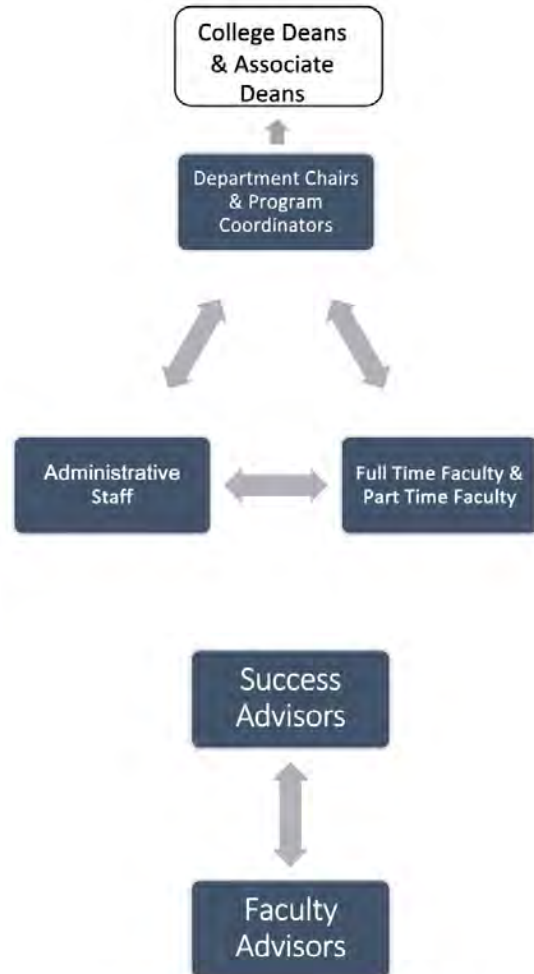 College Deans
& Associate
Deans
Department Chairs
& Program
Coordinators
Administrative
Staff
Full Time Faculty &
Part Time Faculty
Success
Advisors
Faculty
Advisors